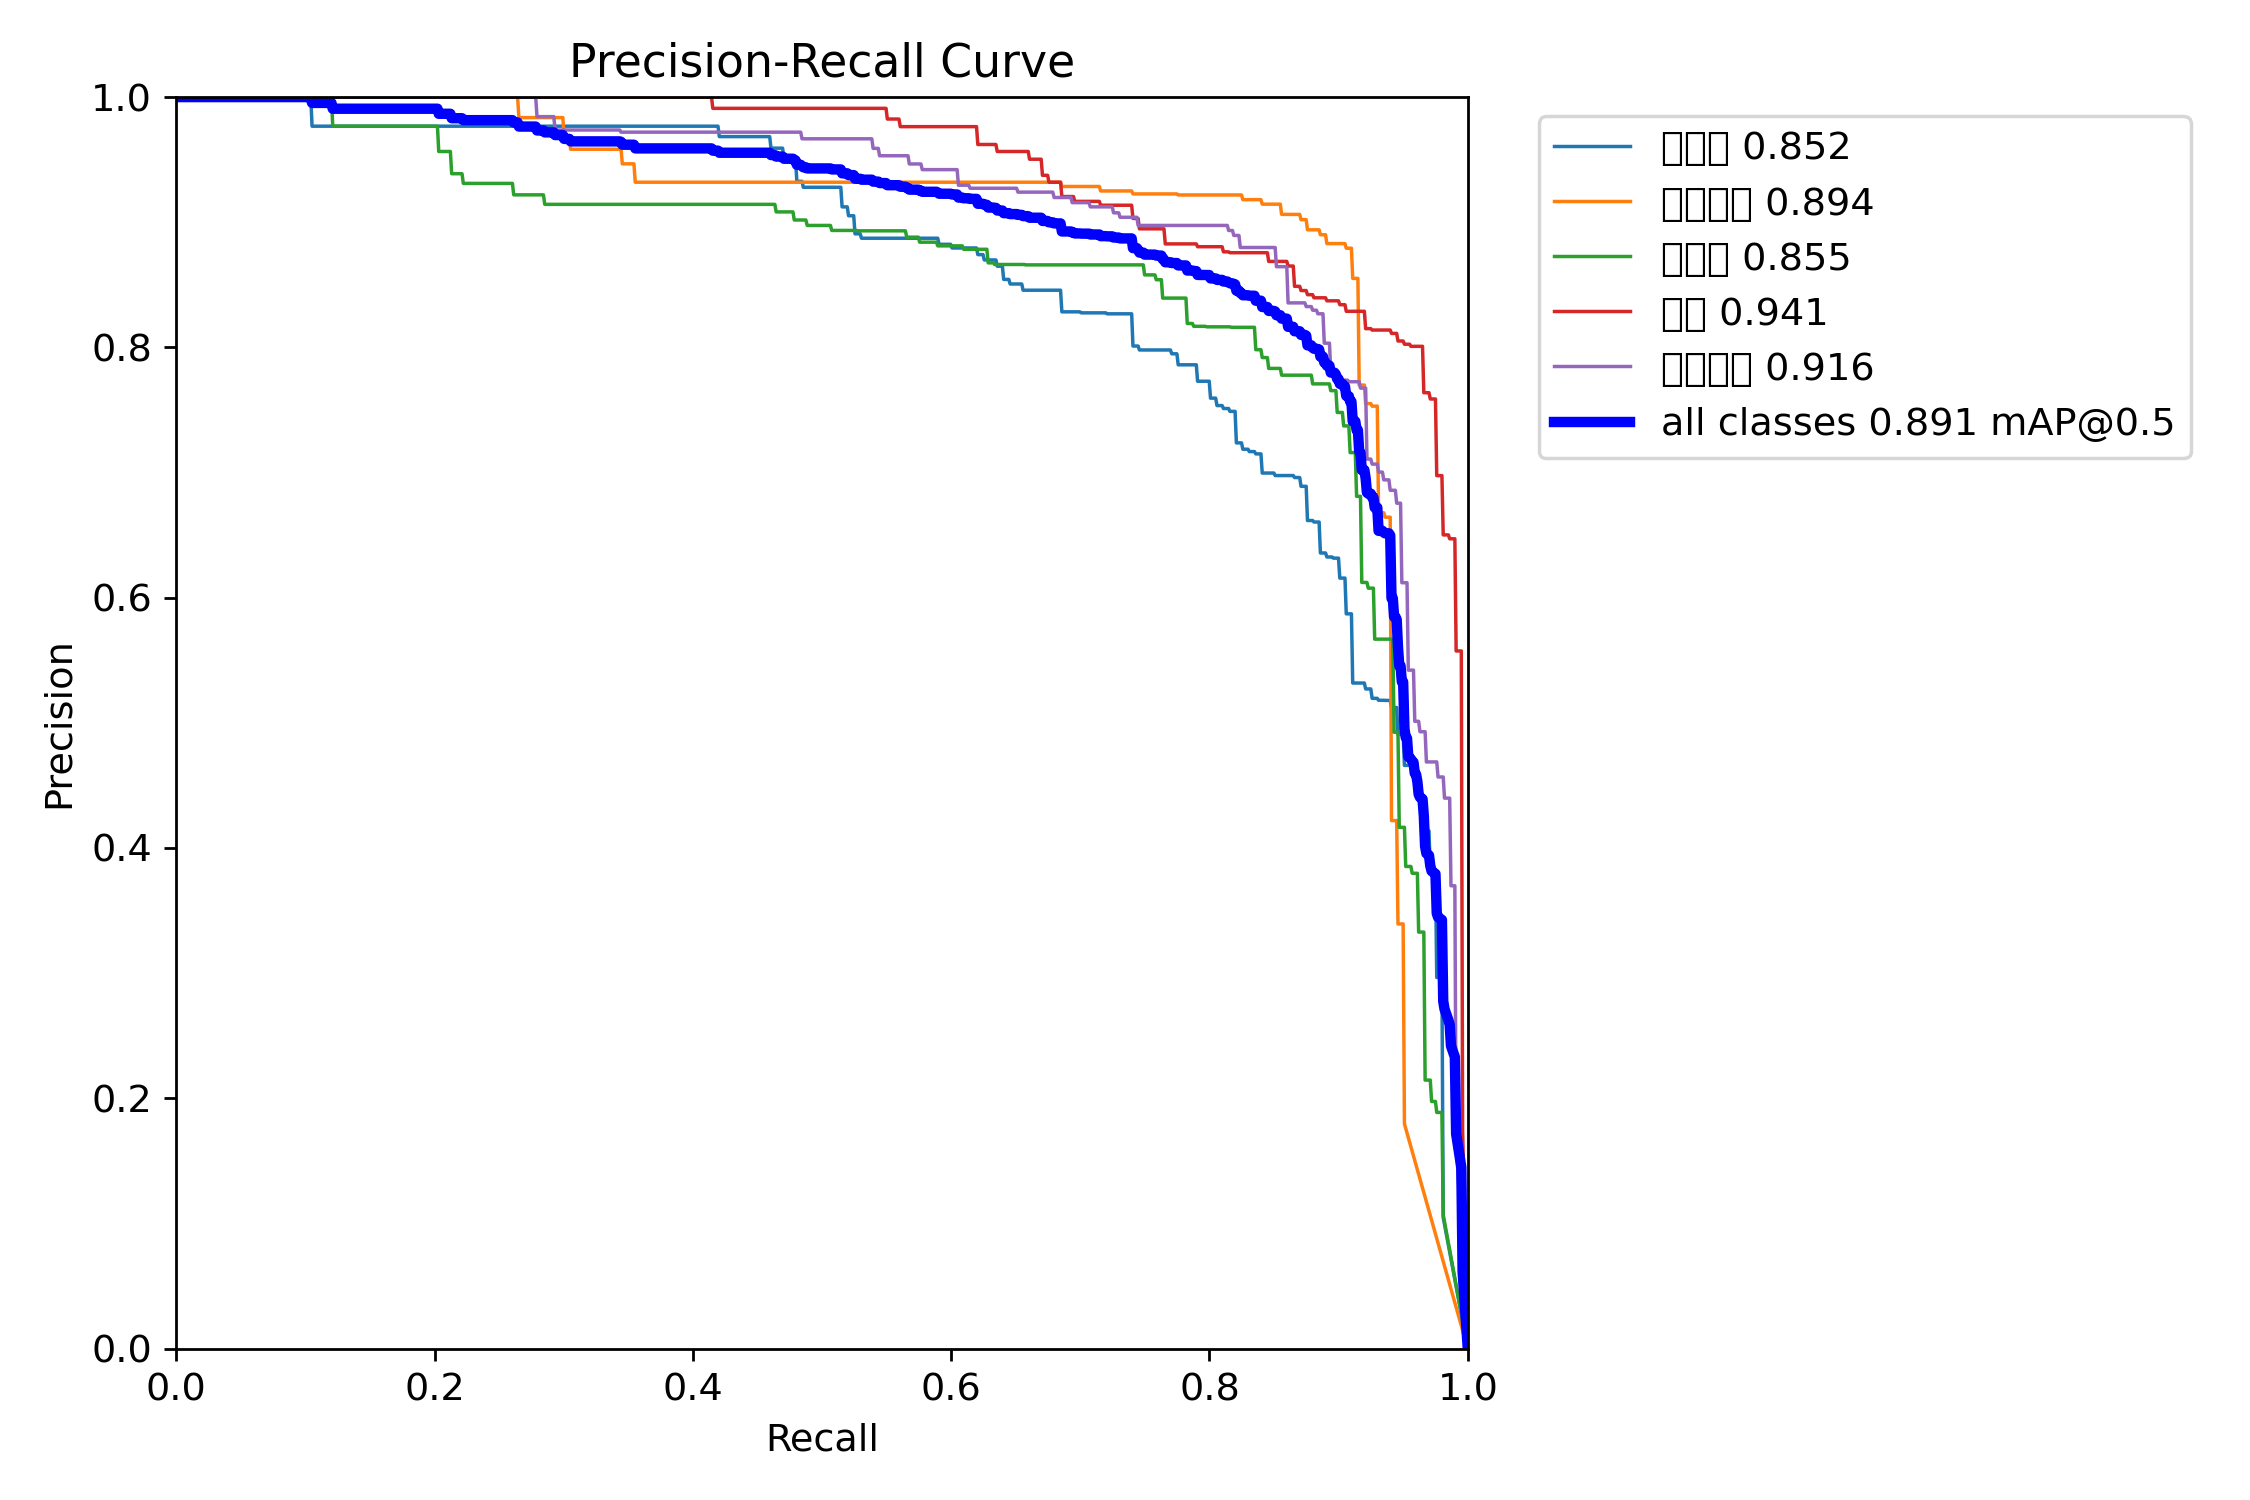 Precision-Recall Curve
1.0
0.8
0.6
0.4
0.2
0.0
Precision
0.0 0.2 0.4 0.6 0.8 1.0
Recall
□□□ 0.852
□□□□ 0.894
□□□ 0.855
□□ 0.941
□□□□ 0.916
all classes 0.891 mAP@0.5